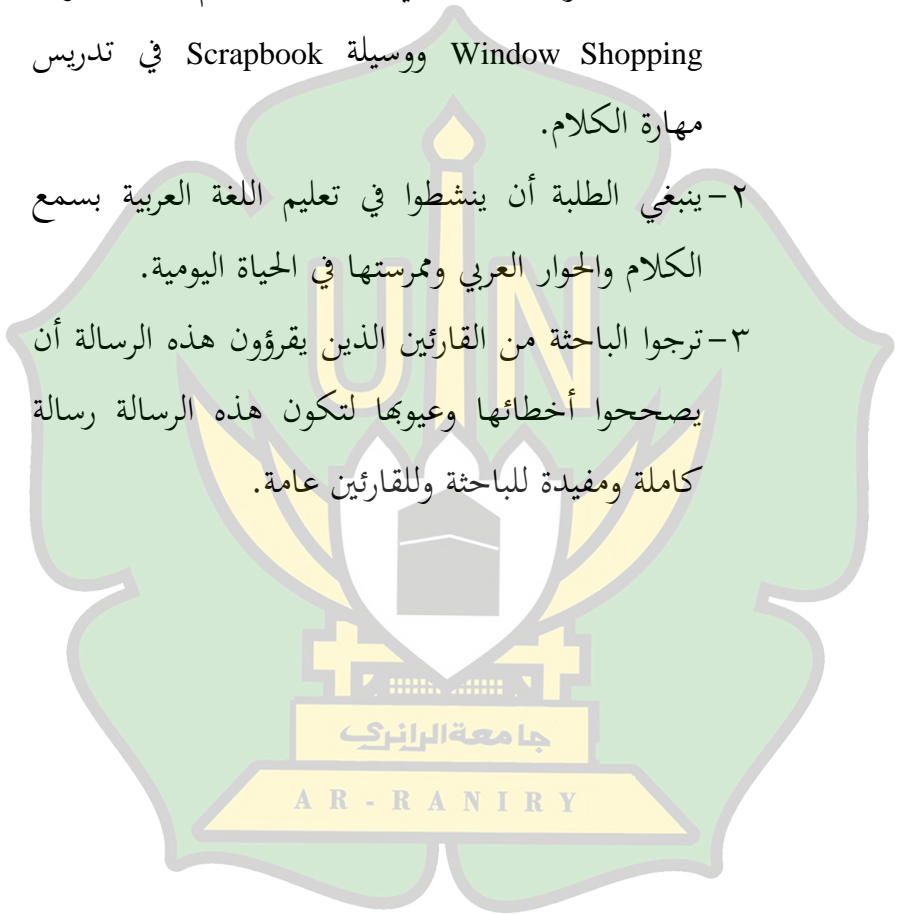 Window Shopping ووسيلة Scrapbook في تدريس
مهارة الكلام.
٢-ينبغي الطلبة أن ينشطوا في تعليم اللغة العربية بسمع
الكلام والحوار العربي وممرستها في الحياة اليومية.
٣-ترجوا الباحثة من القارئين الذين يقرؤون هذه الرسالة أن
يصححوا أخطائها وعيوبها لتكون هذه الرسالة رسالة
كاملة ومفيدة للباحثة وللقارئين عامة.
UIN
جامعةالرانري
AR-RANIRY